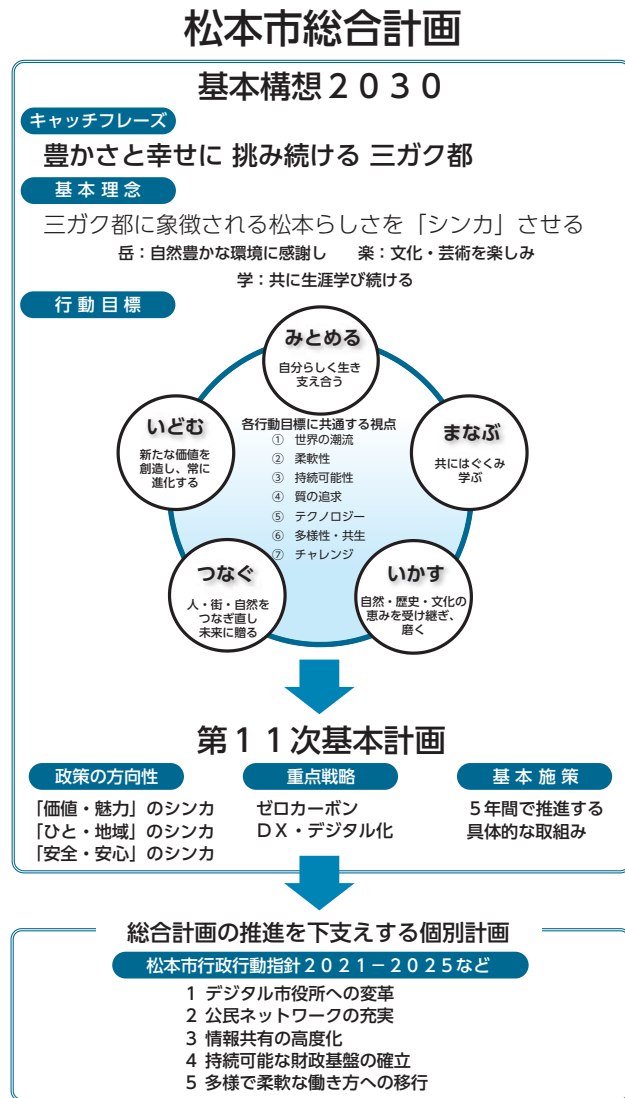 松本市総合計画
基本構想２０３０
キャッチフレーズ
豊かさと幸せに 挑み続ける 三ガク都
基本理念
三ガク都に象徴される松本らしさを「シンカ」させる
岳：自然豊かな環境に感謝し　楽：文化・芸術を楽しみ
学：共に生涯学び続ける
行動目標
みとめる
自分らしく生き
支え合う
いどむ
新たな価値を
創造し、常に
進化する
各行動目標に共通する視点
① 世界の潮流
② 柔軟性
③ 持続可能性
④ 質の追求
⑤ テクノロジー
⑥ 多様性・共生
⑦ チャレンジ
まなぶ
共にはぐくみ
学ぶ
つなぐ
人・街・自然を
つなぎ直し
未来に贈る
いかす
自然・歴史・文化の
恵みを受け継ぎ、
磨く
第１１次基本計画
政策の方向性
「価値・魅力」のシンカ
「ひと・地域」のシンカ
「安全・安心」のシンカ
重点戦略
ゼロカーボン
ＤＸ・デジタル化
基本施策
５年間で推進する
具体的な取組み
総合計画の推進を下支えする個別計画
松本市行政行動指針２０２１－２０２５など
1 デジタル市役所への変革
2 公民ネットワークの充実
3 情報共有の高度化
4 持続可能な財政基盤の確立
5 多様で柔軟な働き方への移行